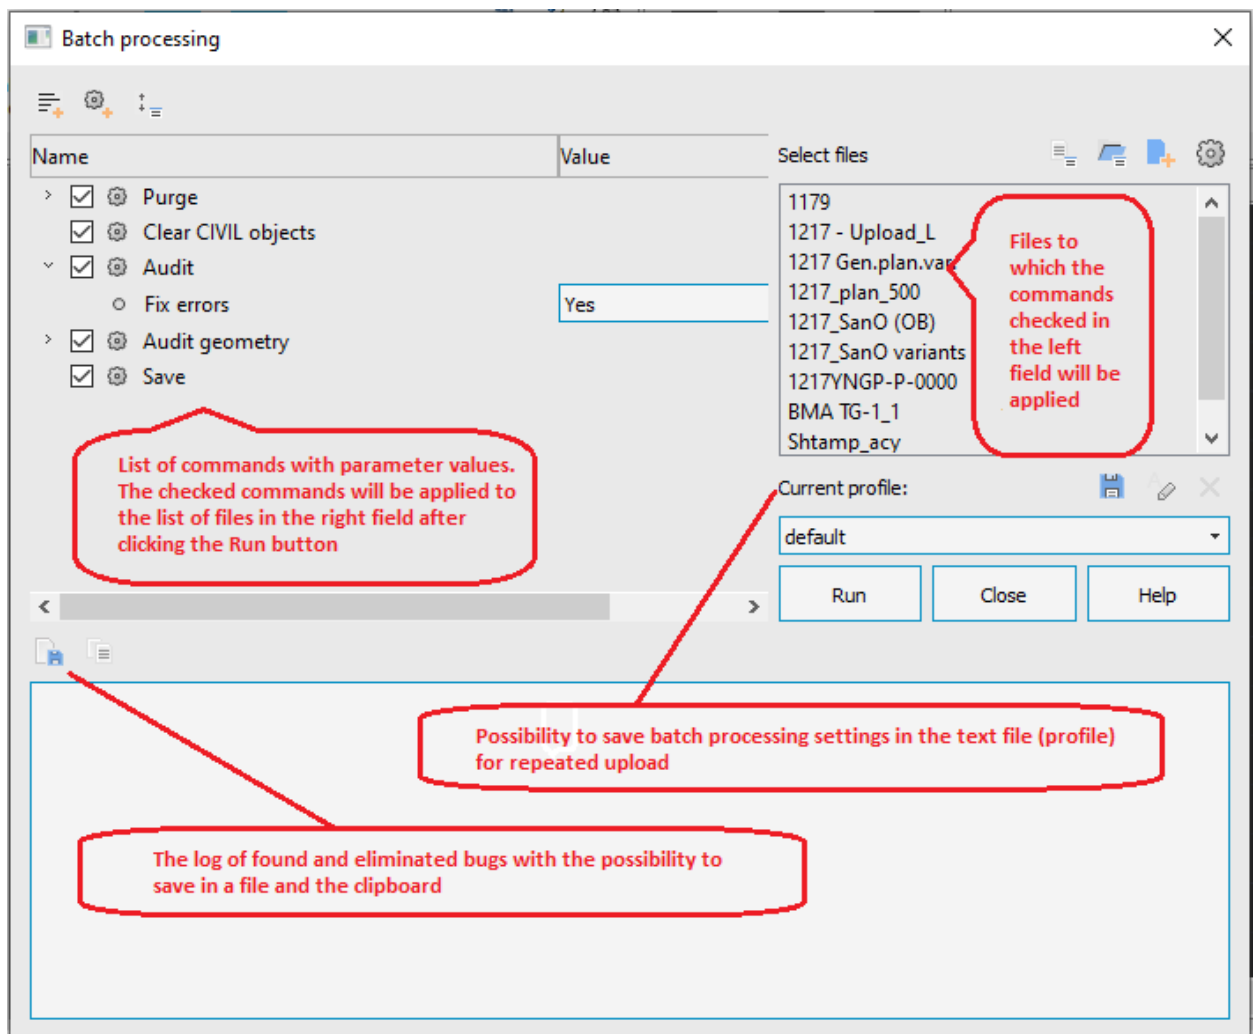 Batch processing
Name
Value
Select files
Purge
Clear CIVIL objects
Audit
Fix errors
Yes
Audit geometry
Save
1179
1217 - Upload_L
1217 Gen.plan.var
1217_plan_500
1217_SanO (OB)
1217_SanO variants
1217YNGP-P-0000
BMA TG-1_1
Shtamp_acy
Files to
which the
commands
checked in
the left
field will be
applied
List of commands with parameter values.
The checked commands will be applied to
the list of files in the right field after
clicking the Run button
Current profile:
default
Run
Close
Help
Possibility to save batch processing settings in the text file (profile)
for repeated upload
The log of found and eliminated bugs with the possibility to
save in a file and the clipboard